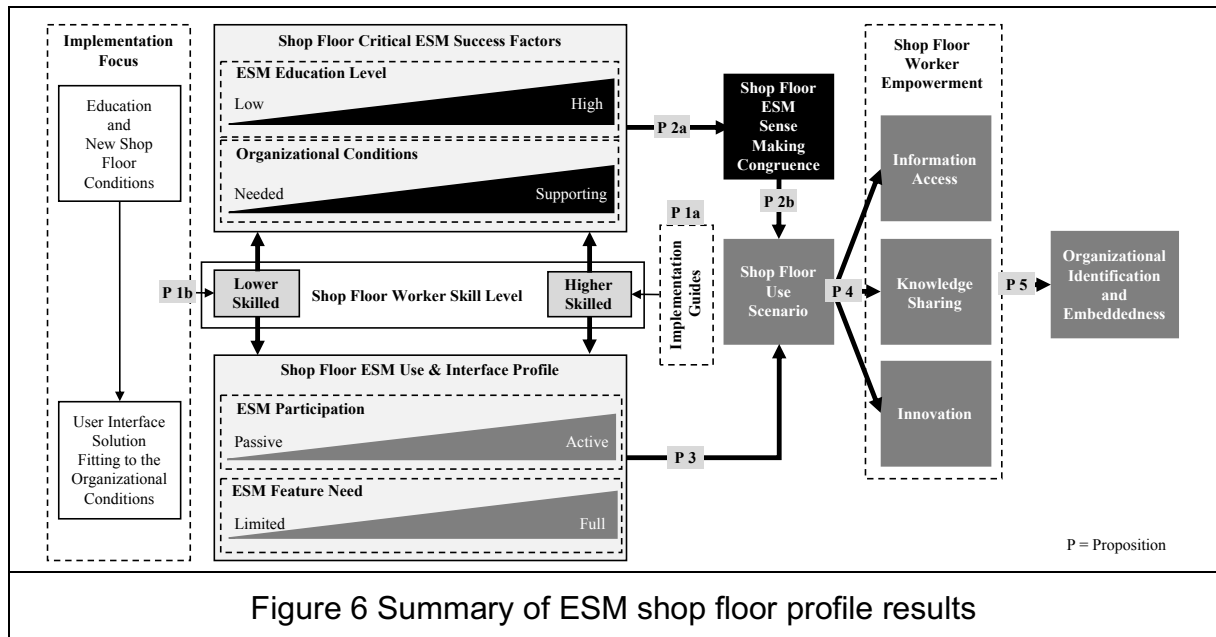 Implementation
Focus
Education
and
New Shop
Floor
Conditions
User Interface
Solution
Fitting to the
Organizational
Conditions
Shop Floor Critical ESM Success Factors
ESM Education Level
Low
High
Organizational Conditions
Needed
Supporting
P 1b
Lower
Skilled
Shop Floor Worker Skill Level
Higher
Skilled
Shop Floor ESM Use & Interface Profile
ESM Participation
Passive
Active
ESM Feature Need
Limited
Full
P 2a
P 1a
Implementation
Guides
P 3
Shop Floor
ESM
Sense
Making
Congruence
P 2b
Shop Floor
Use
Scenario
P 4
Shop Floor
Worker
Empowerment
Information
Access
Knowledge
Sharing
Innovation
P 5
Organizational
Identification
and
Embeddedness
P = Proposition
Figure 6 Summary of ESM shop floor profile results